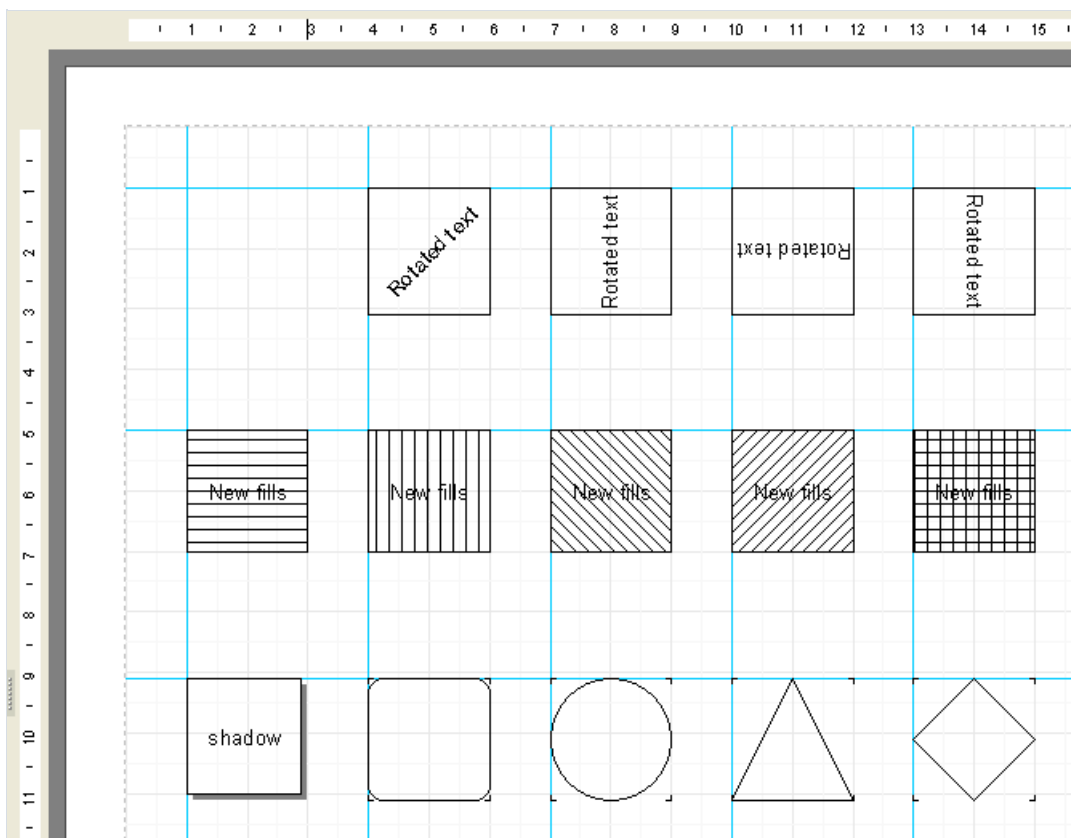 1 2 3 4 5 6 7 8 9 10 11 12 13 14 15
1
2
3
4
5
6
7
8
9
10
11
Rotated text
Rotated text
Rotated text
Rotated text
New fills
New fills
New fills
New fills
New fills
shadow